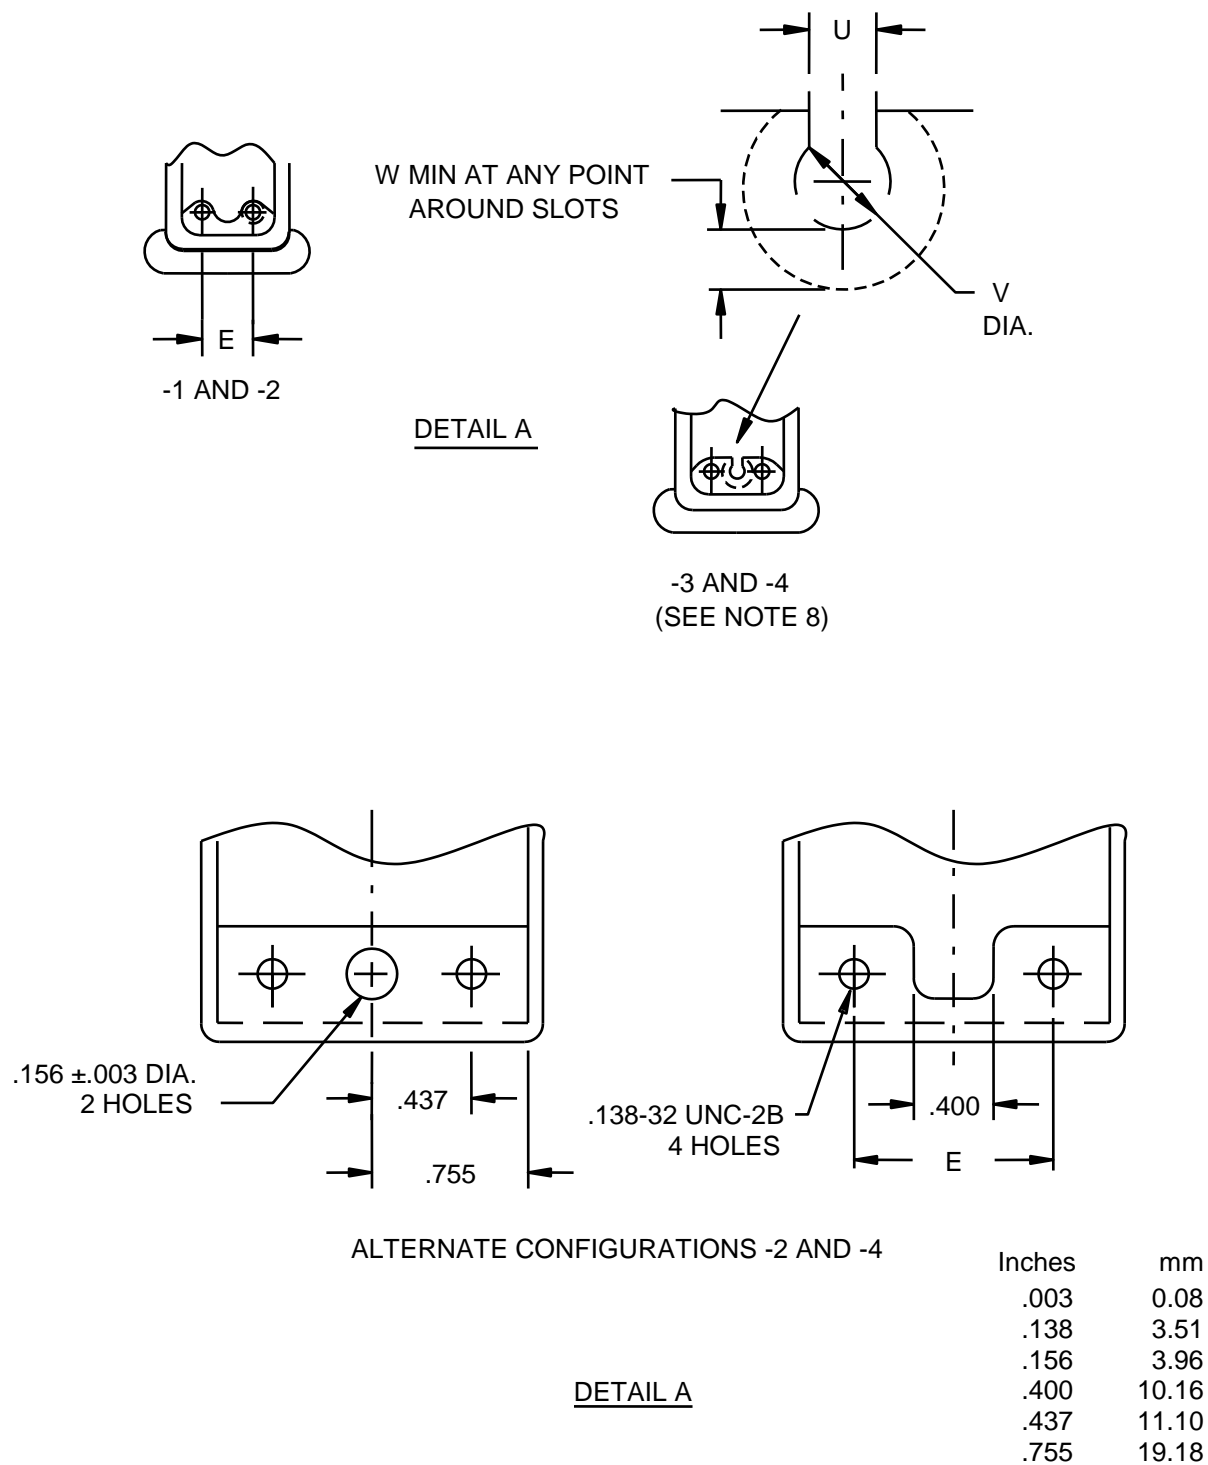 U
W MIN AT ANY POINT
AROUND SLOTS
V
DIA.
E
-1 AND -2
DETAIL A
-3 AND -4
(SEE NOTE 8)
.156 ±.003 DIA.
2 HOLES
.437
.755
.138-32 UNC-2B
4 HOLES
.400
E
ALTERNATE CONFIGURATIONS -2 AND -4
Inches mm
.003 0.08
.138 3.51
.156 3.96
.400 10.16
.437 11.10
.755 19.18
DETAIL A